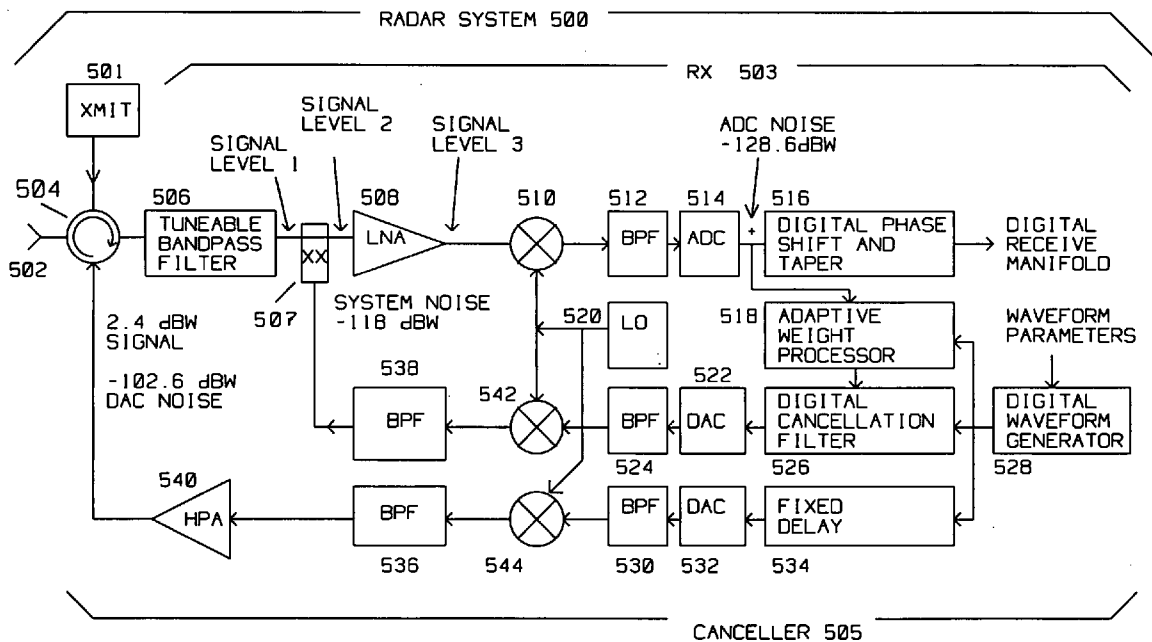 RADAR SYSTEM 500
501
XMIT
RX 503
SIGNAL
LEVEL 1
SIGNAL
LEVEL 2
SIGNAL
LEVEL 3
ADC NOISE
-128.6dBW
504
502
506
TUNEABLE
BANDPASS
FILTER
XX
507
508
LNA
510
512
BPF
514
ADC
+
516
DIGITAL PHASE
SHIFT AND
TAPER
DIGITAL
RECEIVE
MANIFOLD
SYSTEM NOISE
-118 dBW
520
LO
518
ADAPTIVE
WEIGHT
PROCESSOR
WAVEFORM
PARAMETERS
2.4 dBW
SIGNAL
-102.6 dBW
DAC NOISE
538
BPF
542
BPF
524
522
DAC
DIGITAL
CANCELLATION
FILTER
526
DIGITAL
WAVEFORM
GENERATOR
528
540
HPA
BPF
536
544
BPF
530
DAC
532
FIXED
DELAY
534
CANCELLER 505